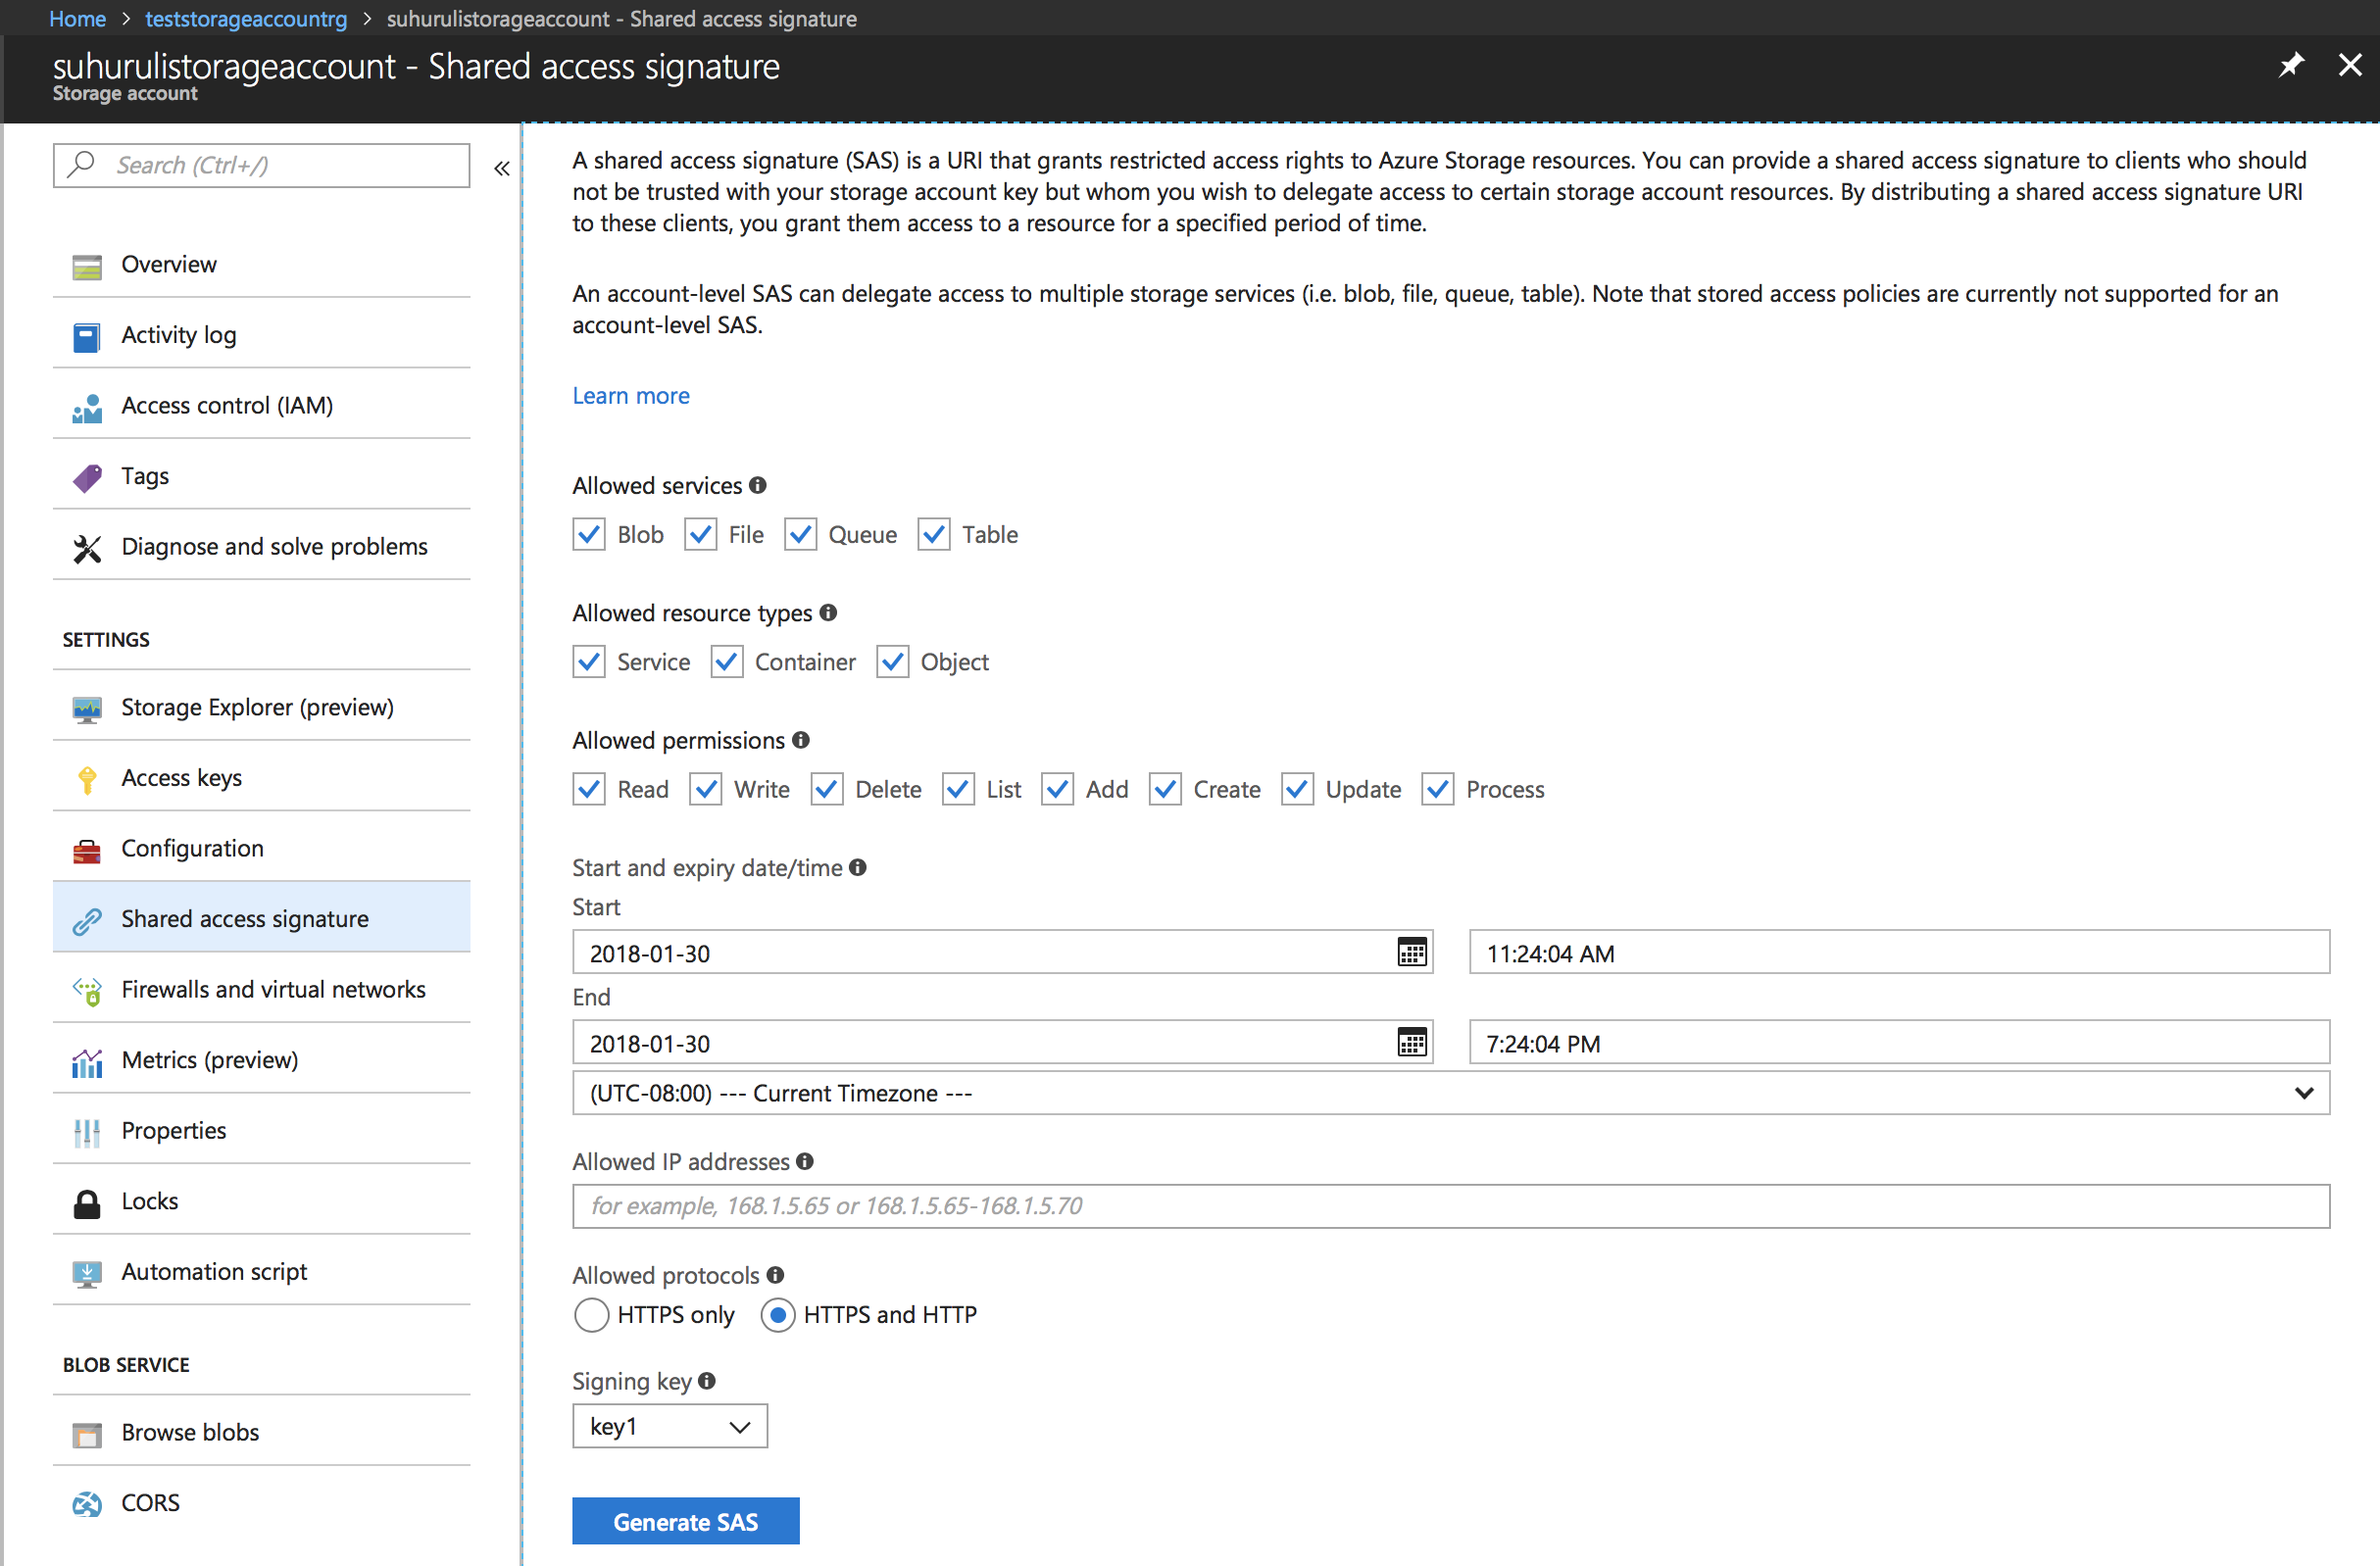 Home > teststorageaccountrg > suhurulistorageaccount - Shared access signature
suhurulistorageaccount - Shared access signature
Storage account
Search (Ctrl+/)
«
Overview
Activity log
Access control (IAM)
Tags
Diagnose and solve problems
SETTINGS
Storage Explorer (preview)
Access keys
Configuration
Shared access signature
Firewalls and virtual networks
Metrics (preview)
Properties
Locks
Automation script
BLOB SERVICE
Browse blobs
CORS
A shared access signature (SAS) is a URI that grants restricted access rights to Azure Storage resources. You can provide a shared access signature to clients who should
not be trusted with your storage account key but whom you wish to delegate access to certain storage account resources. By distributing a shared access signature URI
to these clients, you grant them access to a resource for a specified period of time.
An account-level SAS can delegate access to multiple storage services (i.e. blob, file, queue, table). Note that stored access policies are currently not supported for an
account-level SAS.
Learn more
Allowed services
Blob File Queue Table
Allowed resource types
Service Container Object
Allowed permissions
Read Write Delete List Add Create Update Process
Start and expiry date/time
Start
2018-01-30 11:24:04 AM
End
2018-01-30 7:24:04 PM
(UTC-08:00) --- Current Timezone ---
Allowed IP addresses
for example, 168.1.5.65 or 168.1.5.65-168.1.5.70
Allowed protocols
HTTPS only HTTPS and HTTP
Signing key
key1
Generate SAS